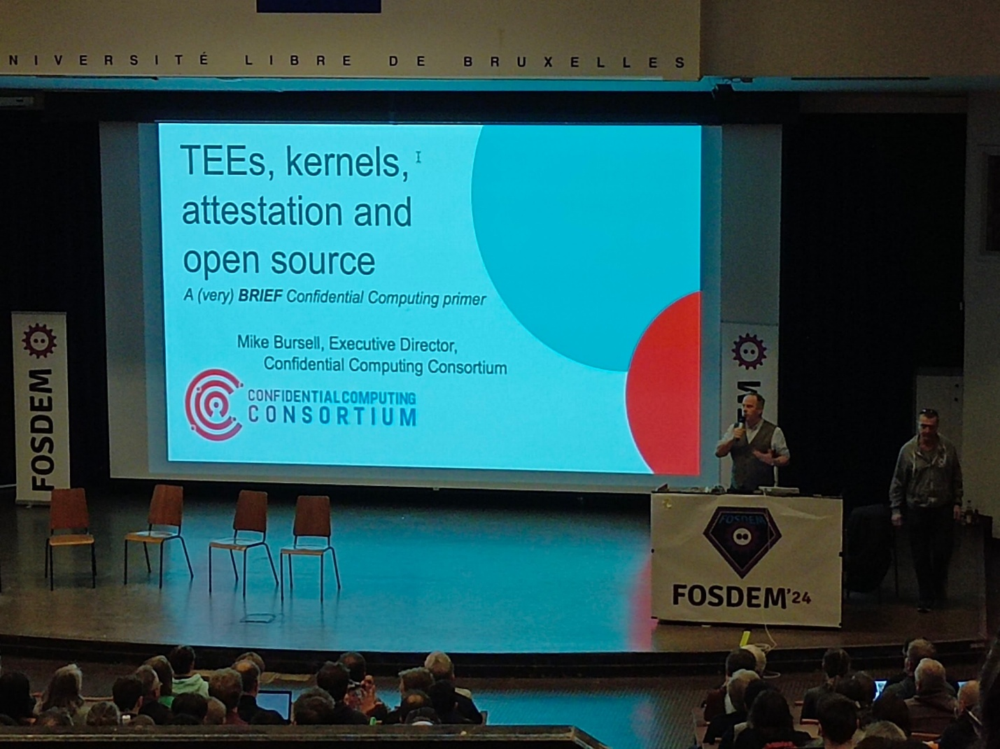 NIVERSITÉ LIBRE DE BRUXELLES
TEEs, kernels,
attestation and
open source
A (very) BRIEF Confidential Computing primer
Mike Bursell, Executive Director,
Confidential Computing Consortium
CONFIDENTIAL COMPUTING
CONSORTIUM
FOSDEM
EM
FOSDEM
FOSDEM'24